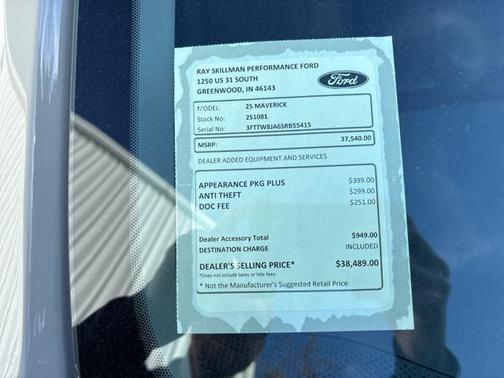 RAY SKILLMAN PERFORMANCE FORD
1250 US 31 SOUTH
GREENWOOD, IN 46143
Ford
MODEL: 25 MAVERICK
Stock No: 251081
Serial No: 3FTTW8JA6SRB55415
MSRP: 37,540.00
DEALER ADDED EQUIPMENT AND SERVICES
APPEARANCE PKG PLUS $399.00
ANTI THEFT $299.00
DOC FEE $251.00
Dealer Accessory Total $949.00
DESTINATION CHARGE INCLUDED
DEALER'S SELLING PRICE* $38,489.00
*Does not include taxes or title fees.
* Not the Manufacturer's Suggested Retail Price